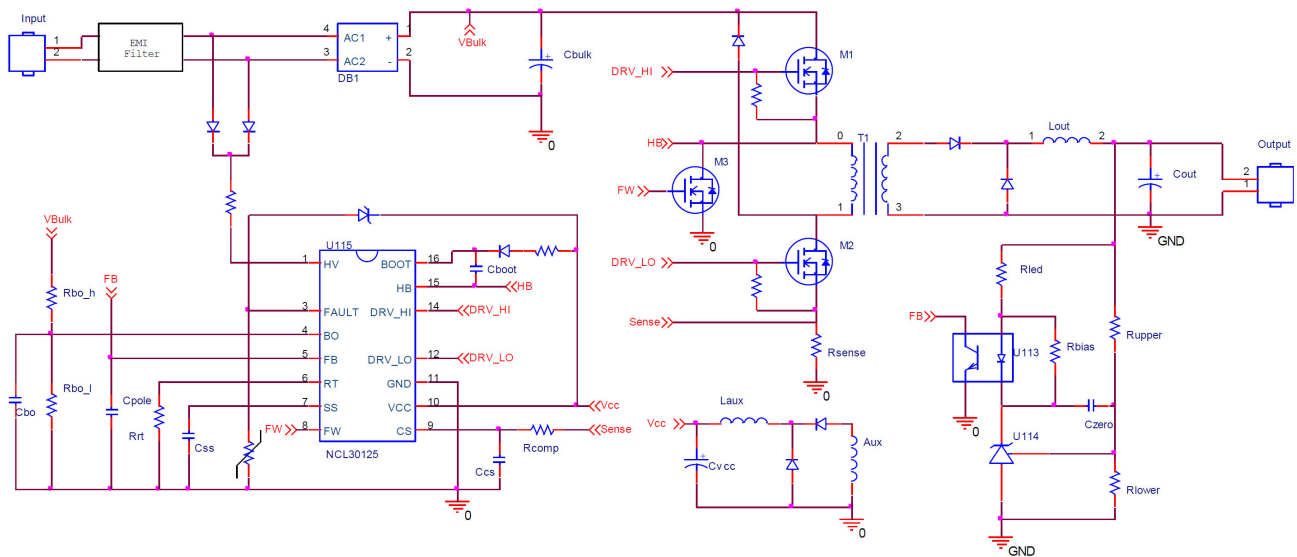 Input
1
2
EMI
Filter
4
3
AC1
AC2
+
-
1
2
DB1
VBulk
Cbulk
+
0
DRV_HI
M1
HB
M3
FW
0
0
T1
2
1
3
DRV_LO
M2
Sense
Rsense
0
1
Lout
2
Cout
+
Output
2
1
GND
VBulk
FB
Rbo_h
Rbo_l
Cbo
Cpole
Rrt
Css
FW
U115
1
HV
3
FAULT
4
BO
5
FB
6
RT
7
SS
8
FW
BOOT
16
HB
15
DRV_HI
14
DRV_LO
12
GND
11
VCC
10
CS
9
NCL30125
Cboot
HB
DRV_HI
DRV_LO
Vcc
Sense
Rcomp
Ccs
0
Vcc
Laux
Cvcc
+
Aux
0
Rled
FB
U113
Rbias
Rupper
0
Czero
U114
Rlower
GND